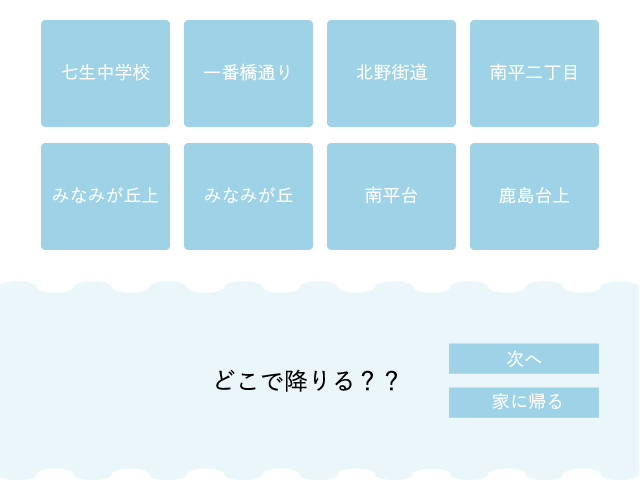 七生中学校
一番橋通り
北野街道
南平二丁目
みなみが丘上
みなみが丘
南平台
鹿島台上
どこで降りる？？
次へ
家に帰る